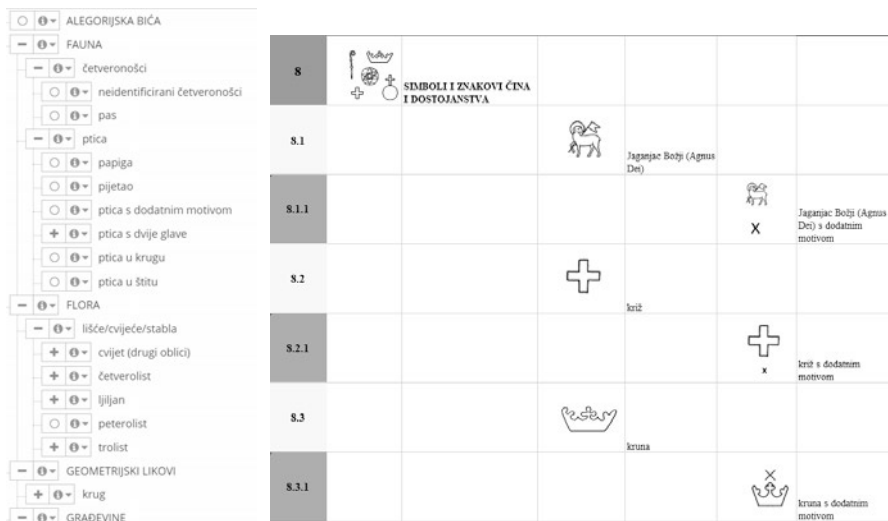 ALEGORIJSKA BIĆA
FAUNA
četveronošci
neidentificirani četveronošci
pas
ptica
papiga
pijetao
ptica s dodatnim motivom
ptica s dvije glave
ptica u krugu
ptica u štitu
FLORA
lišće/cvijeće/stabla
cvijet (drugi oblici)
četverolist
ljiljan
peterolist
trolist
GEOMETRIJSKI LIKOVI
krug
GRAĐEVINE
8
SIMBOLI I ZNAKOVI ČINA
I DOSTOJANSTVA
8.1
Jaganjac Božji (Agnus
Dei)
8.1.1
X
Jaganjac Božji (Agnus
Dei) s dodatnim
motivom
8.2
križ
8.2.1
x
križ s dodatnim
motivom
8.3
kruna
8.3.1
X
kruna s dodatnim
motivom